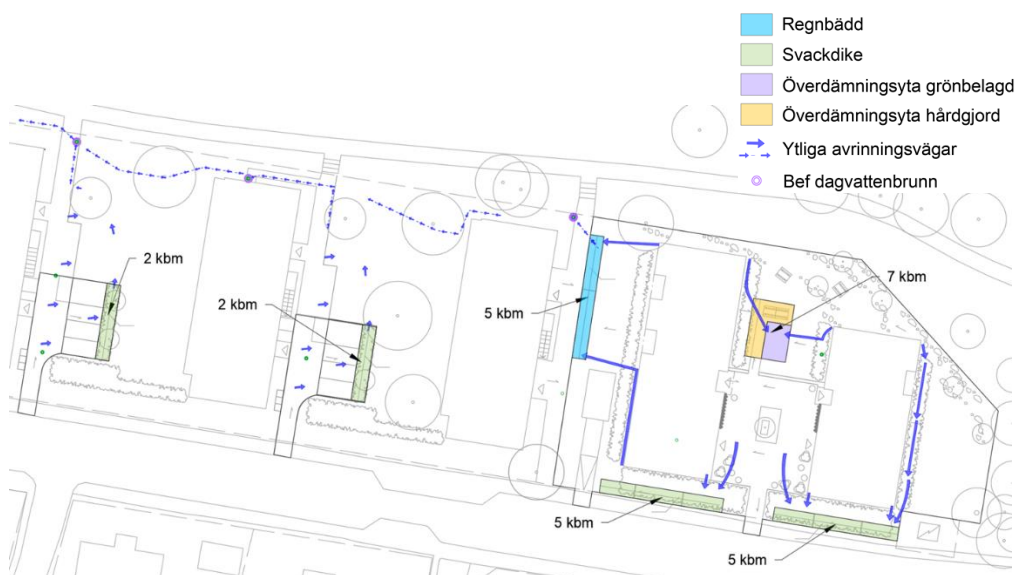 Regnbädd
Svackdike
Överdämningsyta grönbelagd
Överdämningsyta hårdgjord
Ytliga avrinningsvägar
Bef dagvattenbrunn
2 kbm
2 kbm
5 kbm
7 kbm
5 kbm
5 kbm